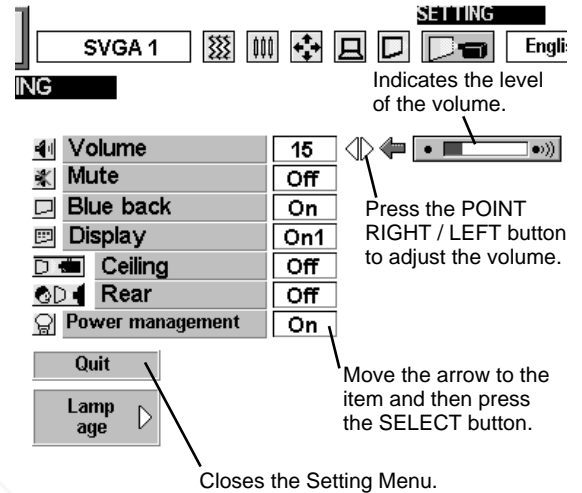 SETTING
SVGA 1
Englis
ING
Indicates the level
of the volume.
Volume 15
Mute Off
Blue back On
Display On1
Ceiling Off
Rear Off
Power management On
Press the POINT
RIGHT / LEFT button
to adjust the volume.
Quit
Lamp
age
Move the arrow to the
item and then press
the SELECT button.
Closes the Setting Menu.